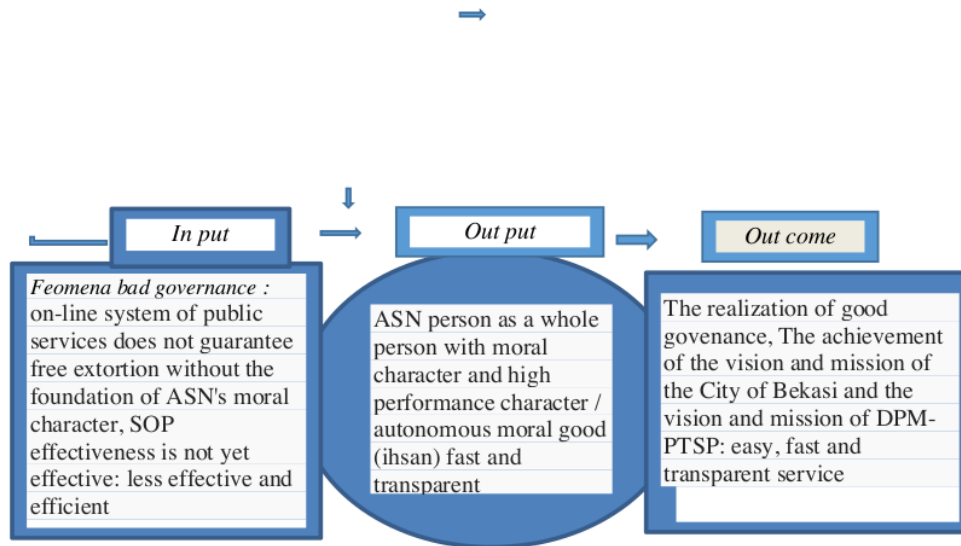 In put
Feomena bad governance :
on-line system of public
services does not guarantee
free extortion without the
foundation of ASN's moral
character, SOP
effectiveness is not yet
effective: less effective and
efficient
Out put
ASN person as a whole
person with moral
character and high
performance character /
autonomous moral good
(ihsan) fast and
transparent
Out come
The realization of good
govenance, The achievement
of the vision and mission of
the City of Bekasi and the
vision and mission of DPM-
PTSP: easy, fast and
transparent service